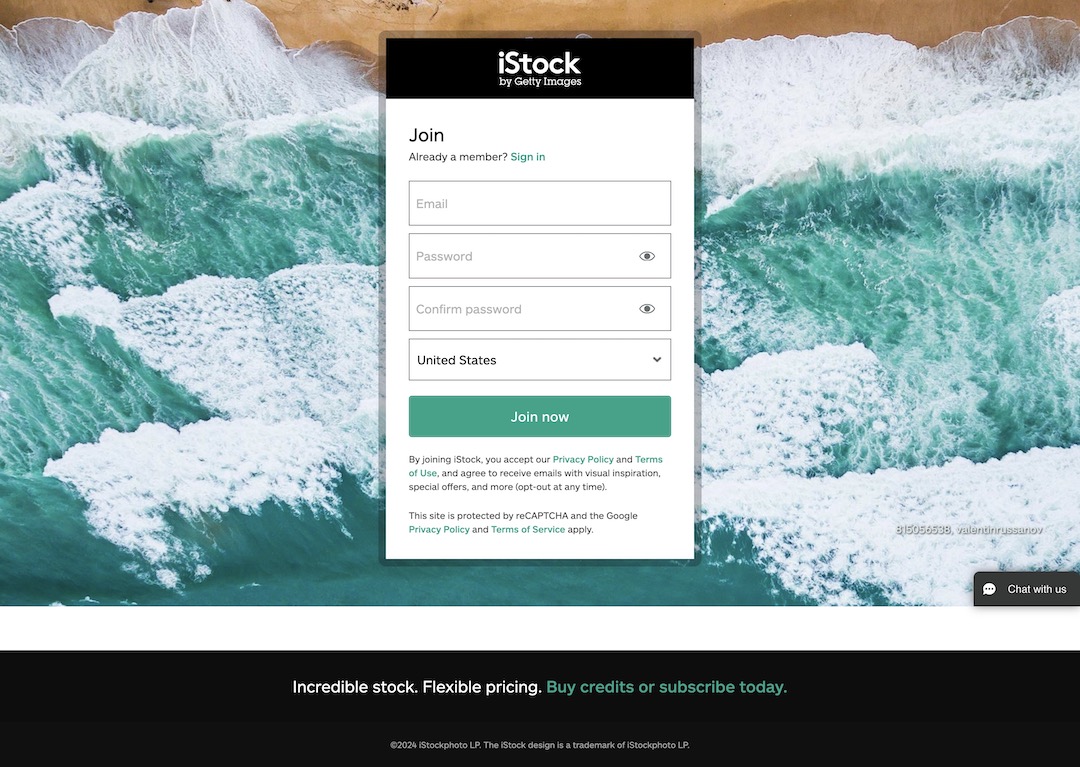 iStock
by Getty Images
Join
Already a member? Sign in
Email
Password
Confirm password
United States
Join now
By joining iStock, you accept our Privacy Policy and Terms
of Use, and agree to receive emails with visual inspiration,
special offers, and more (opt-out at any time).
This site is protected by reCAPTCHA and the Google
Privacy Policy and Terms of Service apply.
815056538, valentinrussanov
Chat with us
Incredible stock. Flexible pricing. Buy credits or subscribe today.
©2024 iStockphoto LP. The iStock design is a trademark of iStockphoto LP.